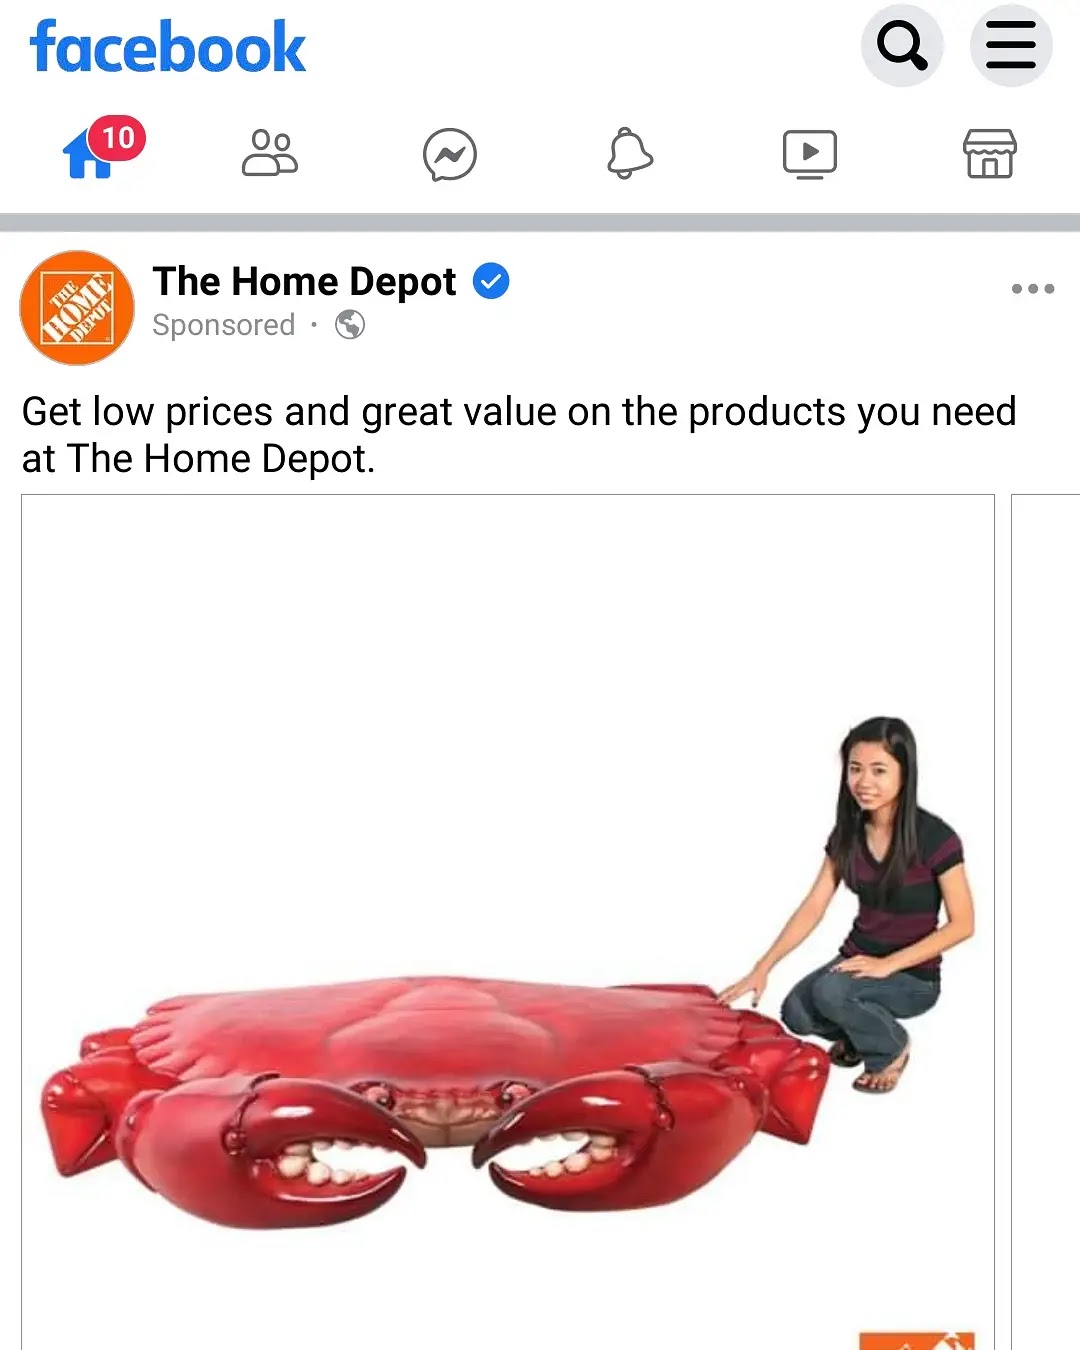 facebook
10
The Home Depot
Sponsored ·
THE
HOME
DEPOT
Get low prices and great value on the products you need
at The Home Depot.